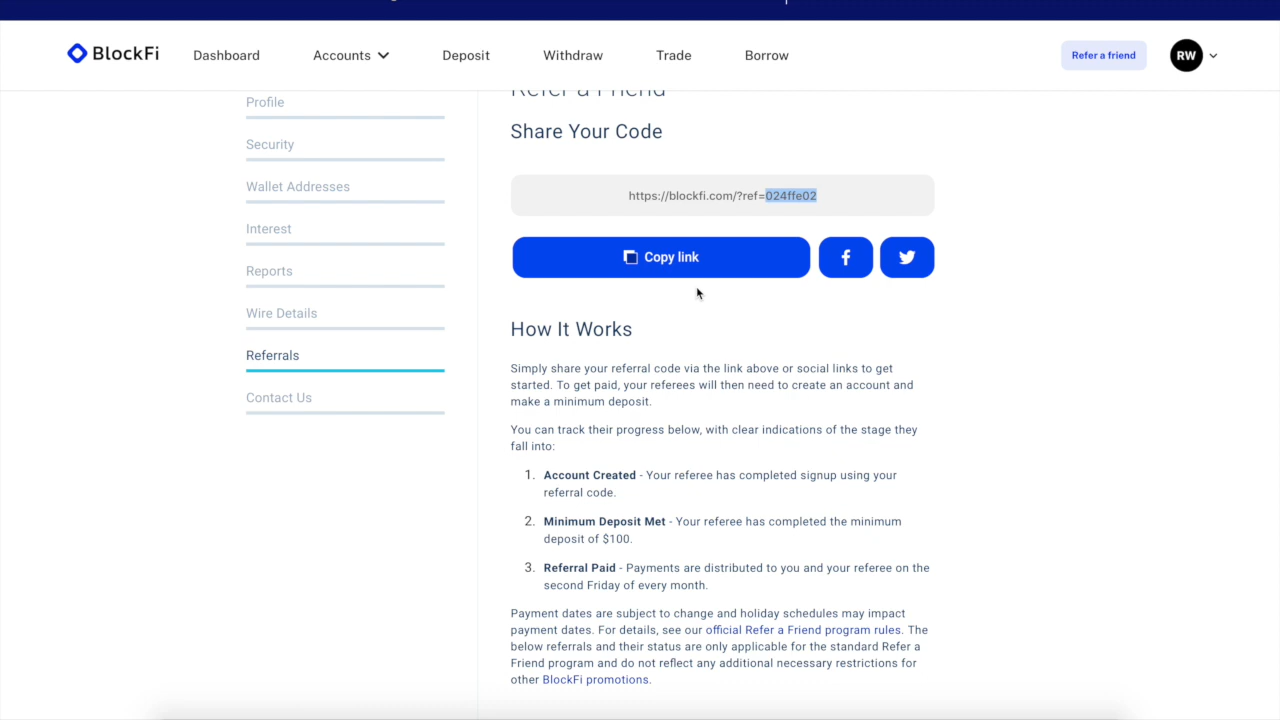 BlockFi Dashboard Accounts Deposit Withdraw Trade Borrow Refer a friend RW
Profile
Security
Wallet Addresses
Interest
Reports
Wire Details
Referrals
Contact Us
Refer a Friend
Share Your Code
https://blockfi.com/?ref=024ffe02
Copy link
How It Works
Simply share your referral code via the link above or social links to get
started. To get paid, your referees will then need to create an account and
make a minimum deposit.
You can track their progress below, with clear indications of the stage they
fall into:
1. Account Created - Your referee has completed signup using your
referral code.
2. Minimum Deposit Met - Your referee has completed the minimum
deposit of $100.
3. Referral Paid - Payments are distributed to you and your referee on the
second Friday of every month.
Payment dates are subject to change and holiday schedules may impact
payment dates. For details, see our official Refer a Friend program rules. The
below referrals and their status are only applicable for the standard Refer a
Friend program and do not reflect any additional necessary restrictions for
other BlockFi promotions.